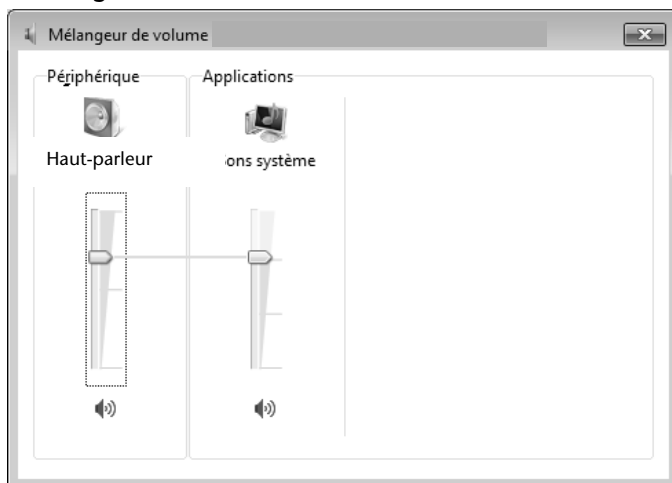 Mélangeur de volume
Périphérique
Applications
Haut-parleur
ons système